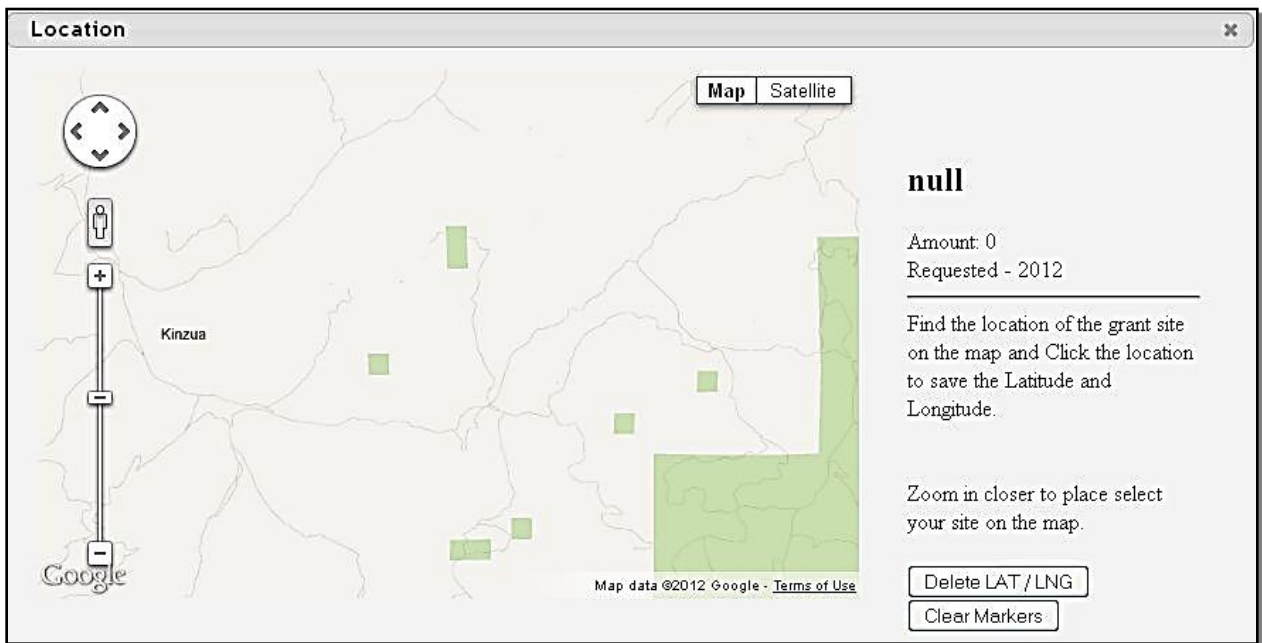 Location
Map Satellite
null
Amount: 0
Requested - 2012
Kinzua
Find the location of the grant site
on the map and Click the location
to save the Latitude and
Longitude.
Zoom in closer to place select
your site on the map.
Google
Map data ©2012 Google - Terms of Use
Delete LAT / LNG
Clear Markers